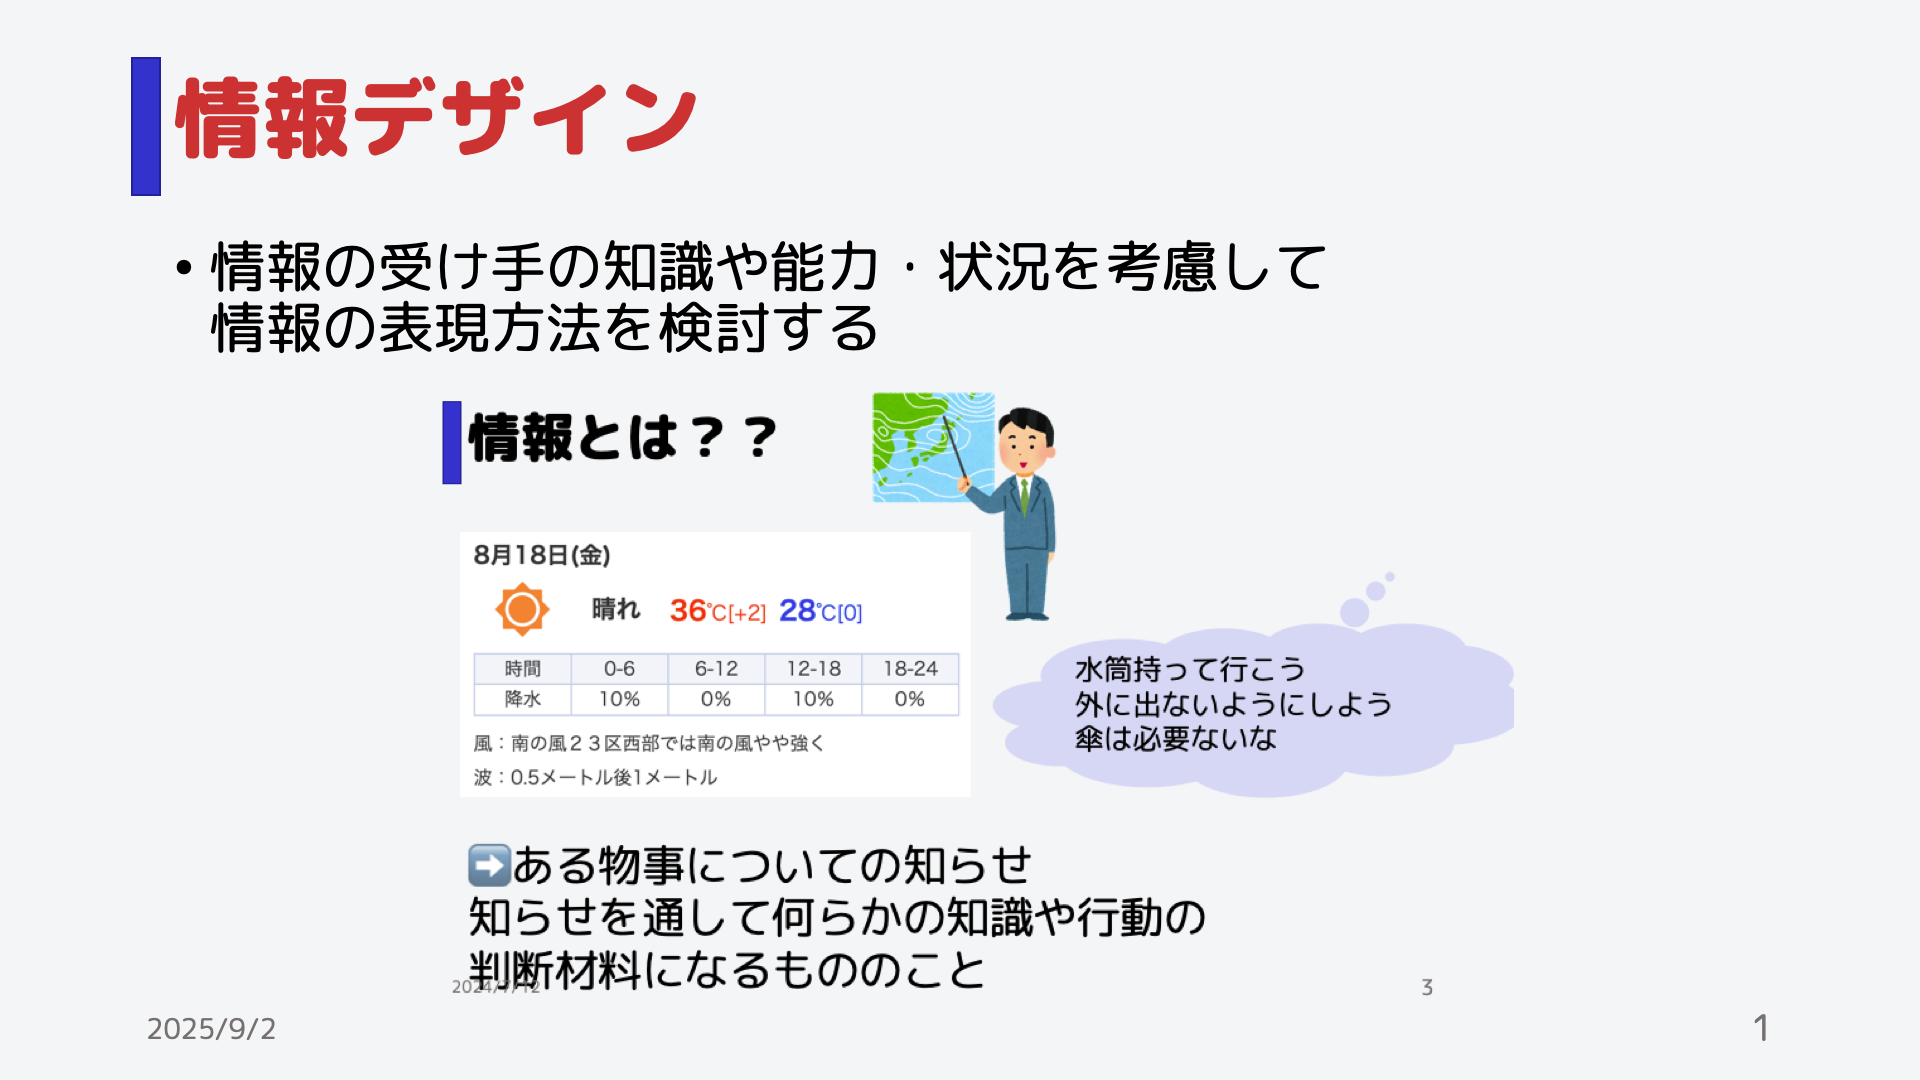 情報デザイン
• 情報の受け手の知識や能力・状況を考慮して
情報の表現方法を検討する
情報とは？？
8月18日(金)
晴れ 36℃[+2] 28℃[0]
時間 0-6 6-12 12-18 18-24
降水 10% 0% 10% 0%
風：南の風２３区西部では南の風やや強く
波：0.5メートル後1メートル
水筒持って行こう
外に出ないようにしよう
傘は必要ないな
➡ある物事についての知らせ
知らせを通して何らかの知識や行動の
判断材料になるもののこと
2024/7/12
3
2025/9/2
1